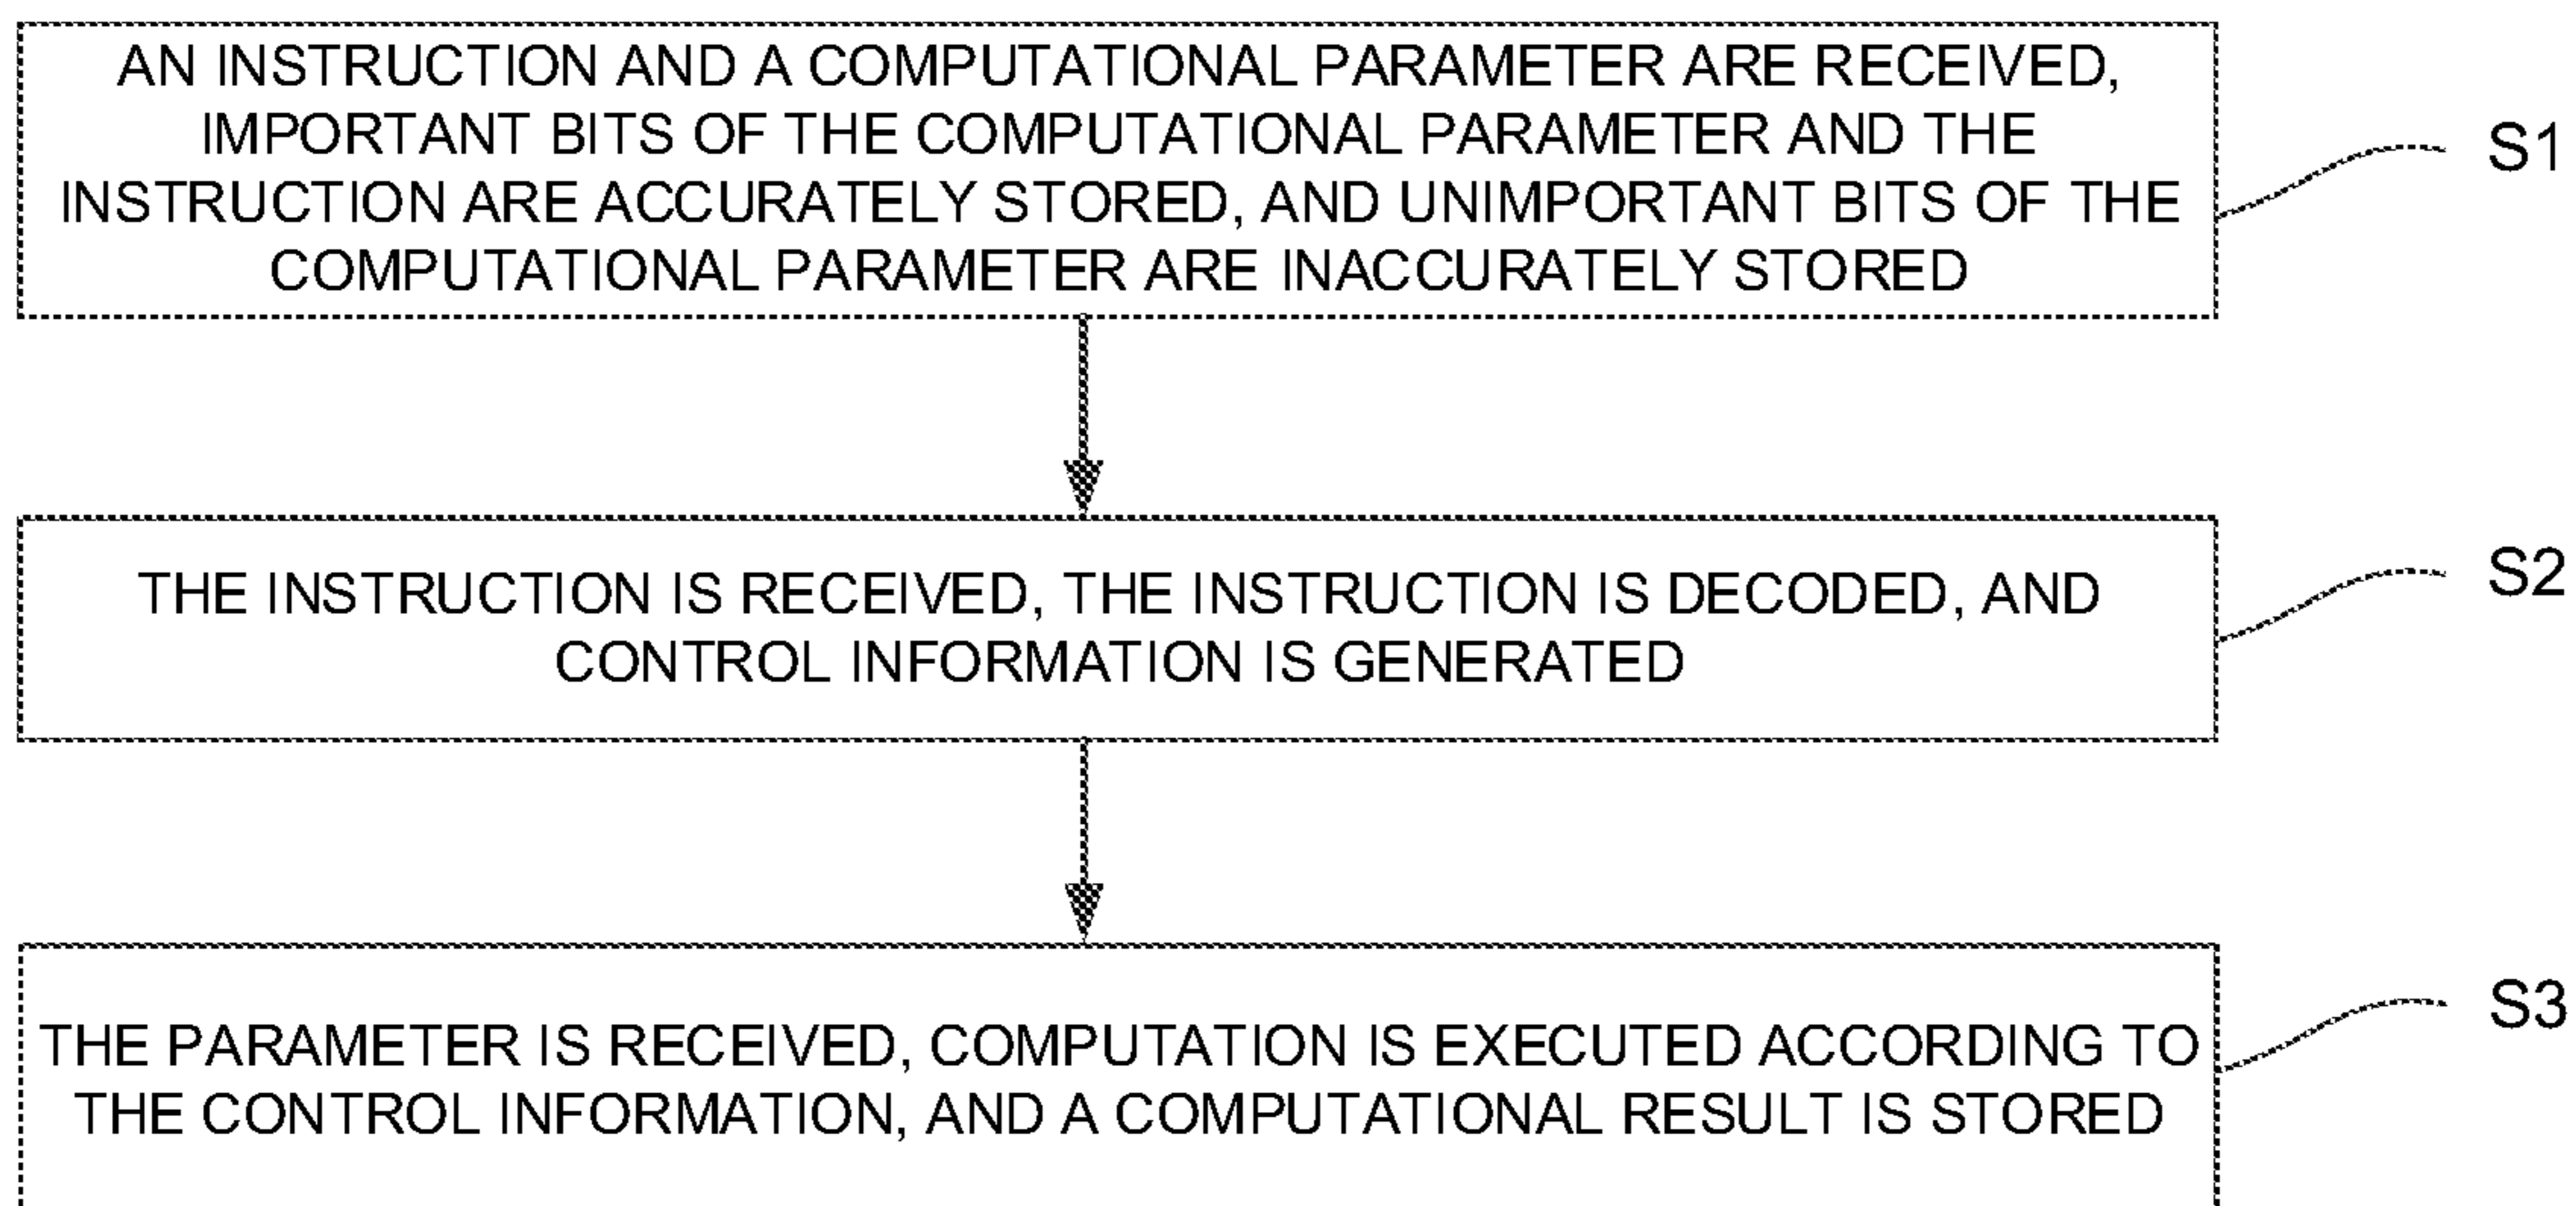 AN INSTRUCTION AND A COMPUTATIONAL PARAMETER ARE RECEIVED,
IMPORTANT BITS OF THE COMPUTATIONAL PARAMETER AND THE
INSTRUCTION ARE ACCURATELY STORED, AND UNIMPORTANT BITS OF THE
COMPUTATIONAL PARAMETER ARE INACCURATELY STORED
S1
THE INSTRUCTION IS RECEIVED, THE INSTRUCTION IS DECODED, AND
CONTROL INFORMATION IS GENERATED
S2
THE PARAMETER IS RECEIVED, COMPUTATION IS EXECUTED ACCORDING TO
THE CONTROL INFORMATION, AND A COMPUTATIONAL RESULT IS STORED
S3